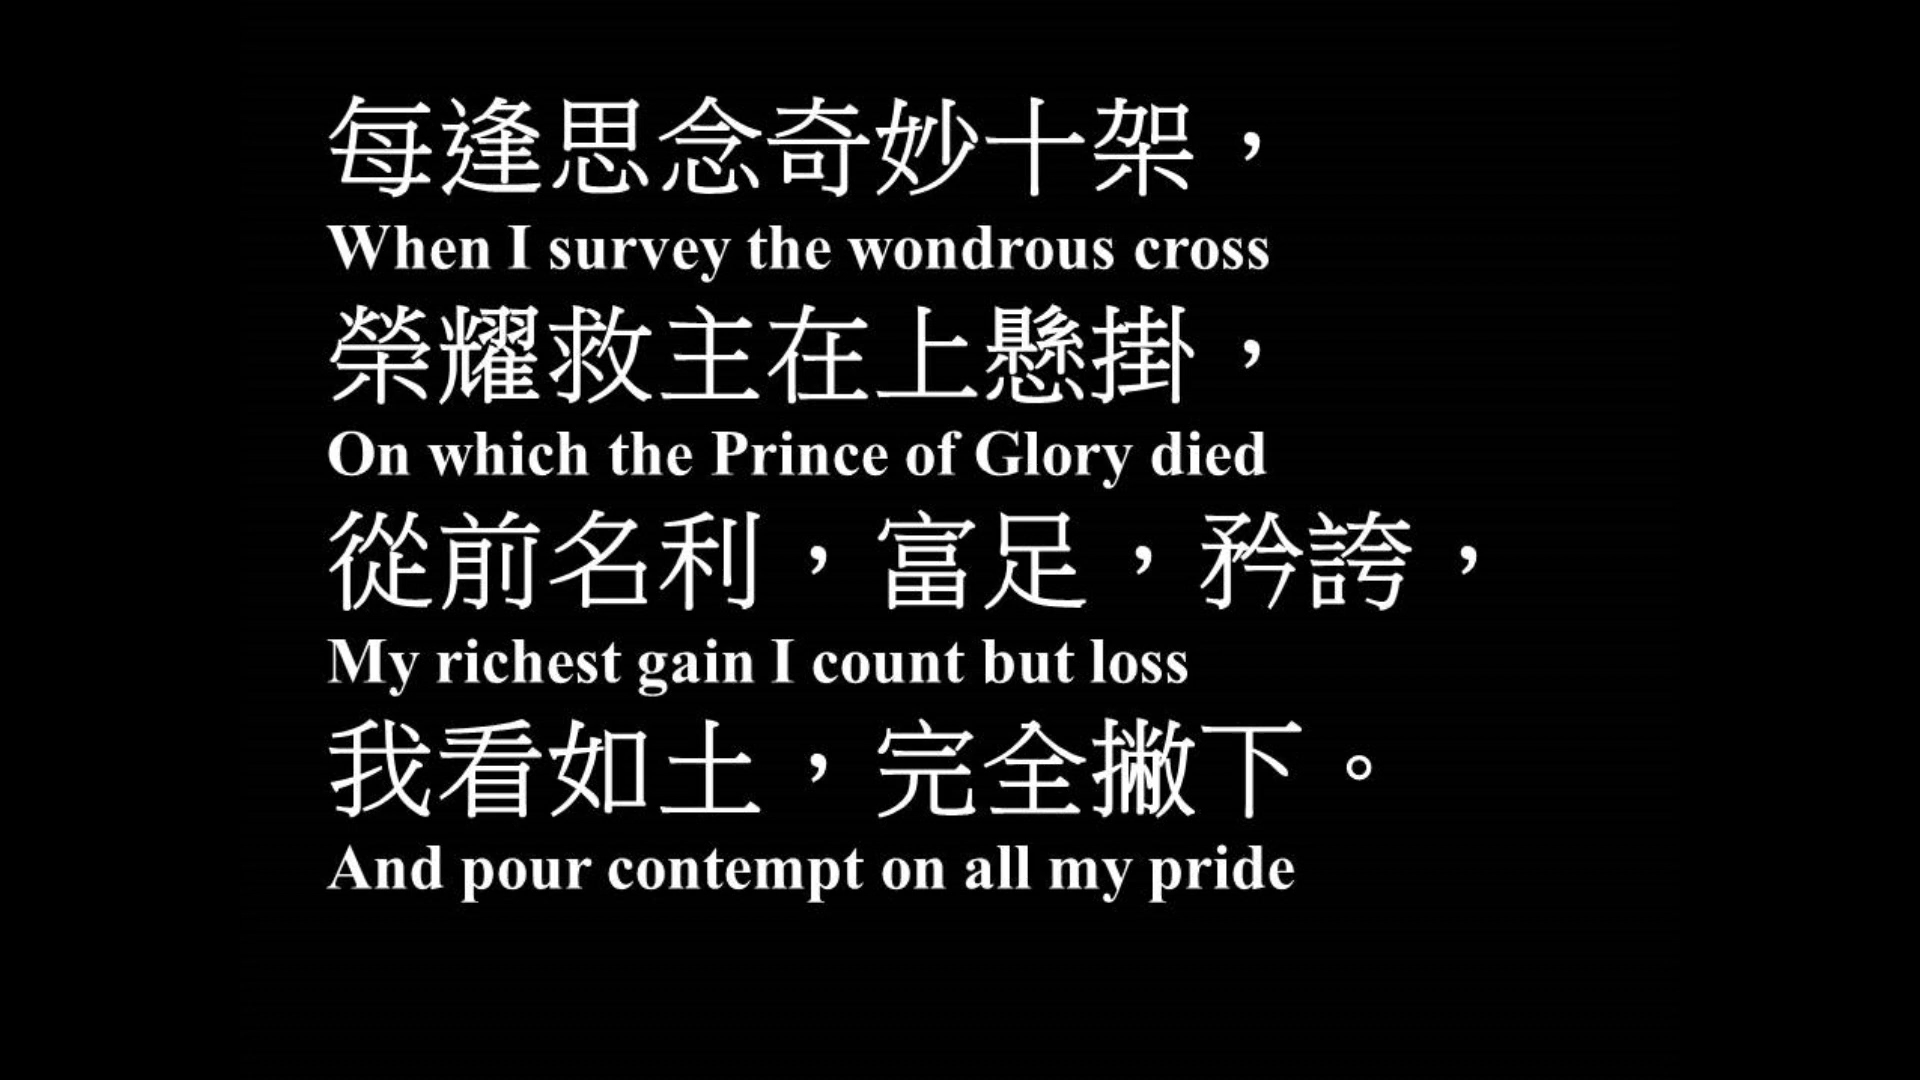 每逢思念奇妙十架，
When I survey the wondrous cross
榮耀救主在上懸掛，
On which the Prince of Glory died
從前名利，富足，矜誇，
My richest gain I count but loss
我看如土，完全撇下。
And pour contempt on all my pride